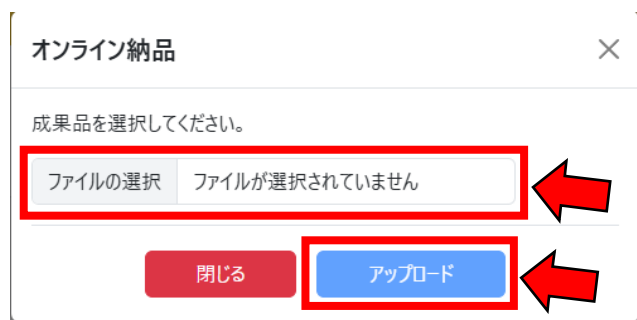 オンライン納品
成果品を選択してください。
ファイルの選択 ファイルが選択されていません
閉じる アップロード